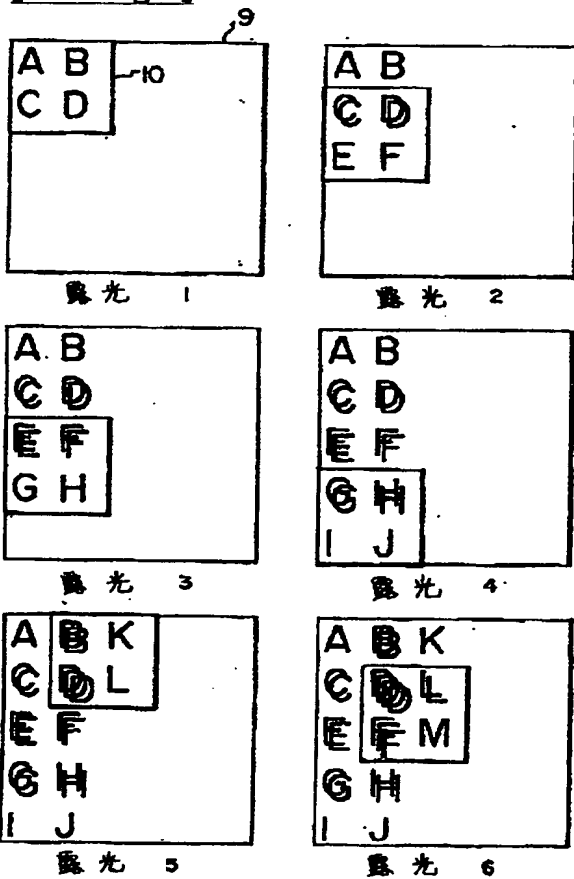 9
A B
10
C D
露光 1
A B
C D
E F
露光 2
A B
C D
E F
G H
露光 3
A B
C D
E F
G H
I J
露光 4
A B K
C D L
E F
G H
I J
露光 5
A B K
C D L
E F M
G H
I J
露光 6